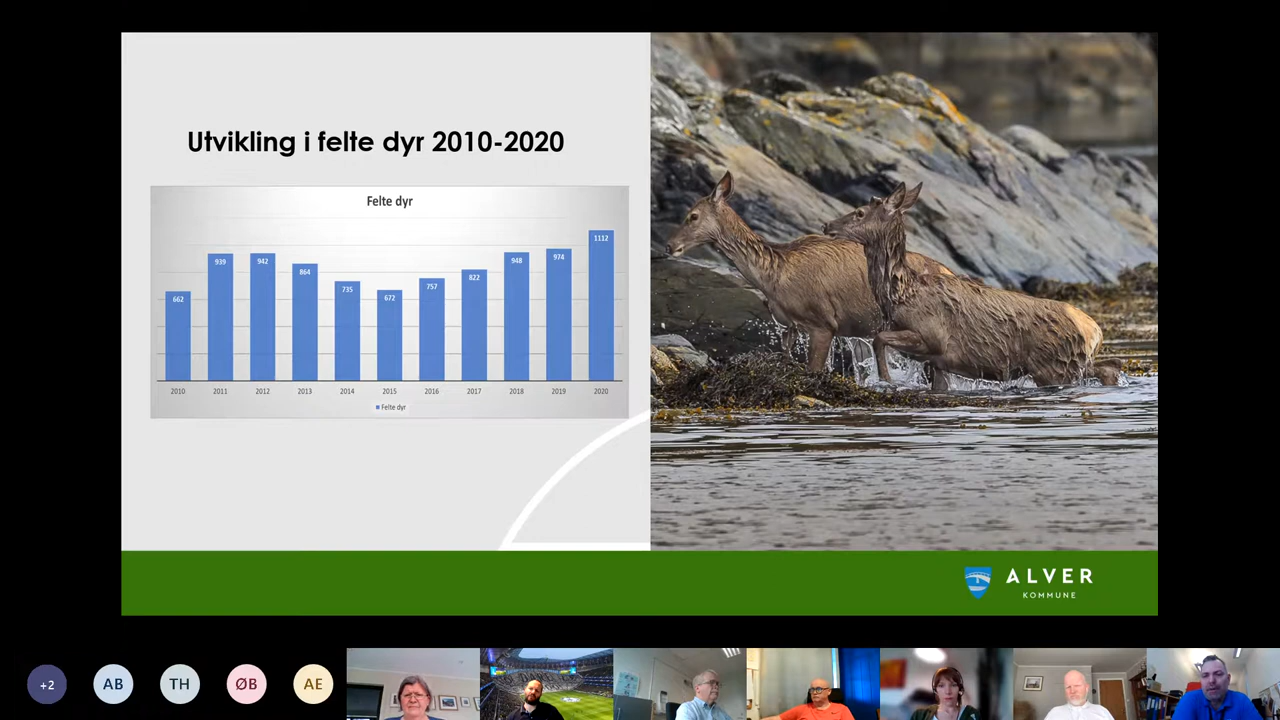 Utvikling i felte dyr 2010-2020
Felte dyr
662 939 942 864 735 672 757 822 948 974 1112
2010 2011 2012 2013 2014 2015 2016 2017 2018 2019 2020
Felte dyr
ALVER
KOMMUNE
+2 AB TH ØB AE